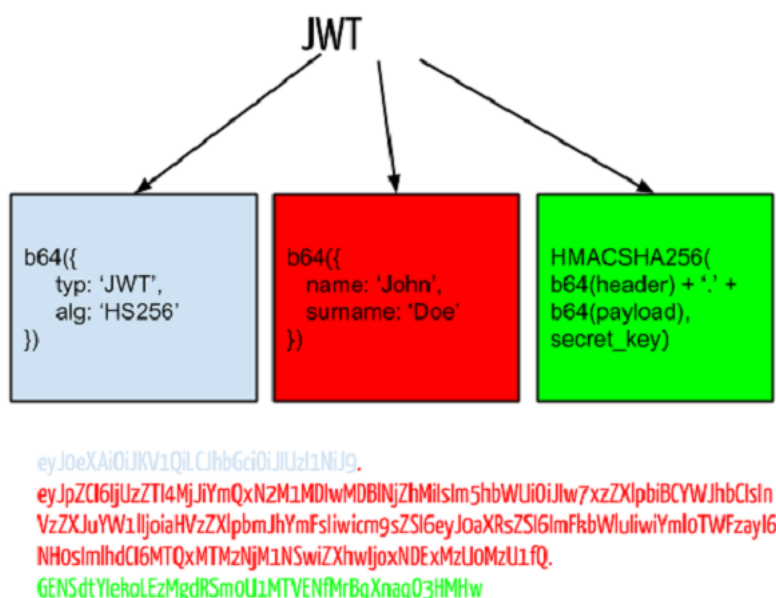 JWT
b64({
typ: ‘JWT’,
alg: ‘HS256’
})
b64({
name: ‘John’,
surname: ‘Doe’
})
HMACSHA256(
b64(header) + ‘.’ +
b64(payload),
secret_key)
eyJ0eXAiOiJKV1QiLCJhbGciOiJIUzI1NiJ9.
eyJpZCI6IjUzZTI4MjJiYmQxN2M1MDIwMDBlNjZhMiIsIm5hbWUiOiJIw7xzZXlpbiBCYWJhbCIsIn
VzZXJuYW1lIjoiaHVzZXlpbmJhYmFsIiwicm9sZSI6eyJ0aXRsZSI6ImFkbWluIiwiYml0TWFzayI6
NH0sImlhdCI6MTQxMTMzNjM1NSwiZXhwIjoxNDExMzU0MzU1fQ.
GENSdtYlekoLEzMgdRSm0U1MTVENfMrBqXnagO3HMHw